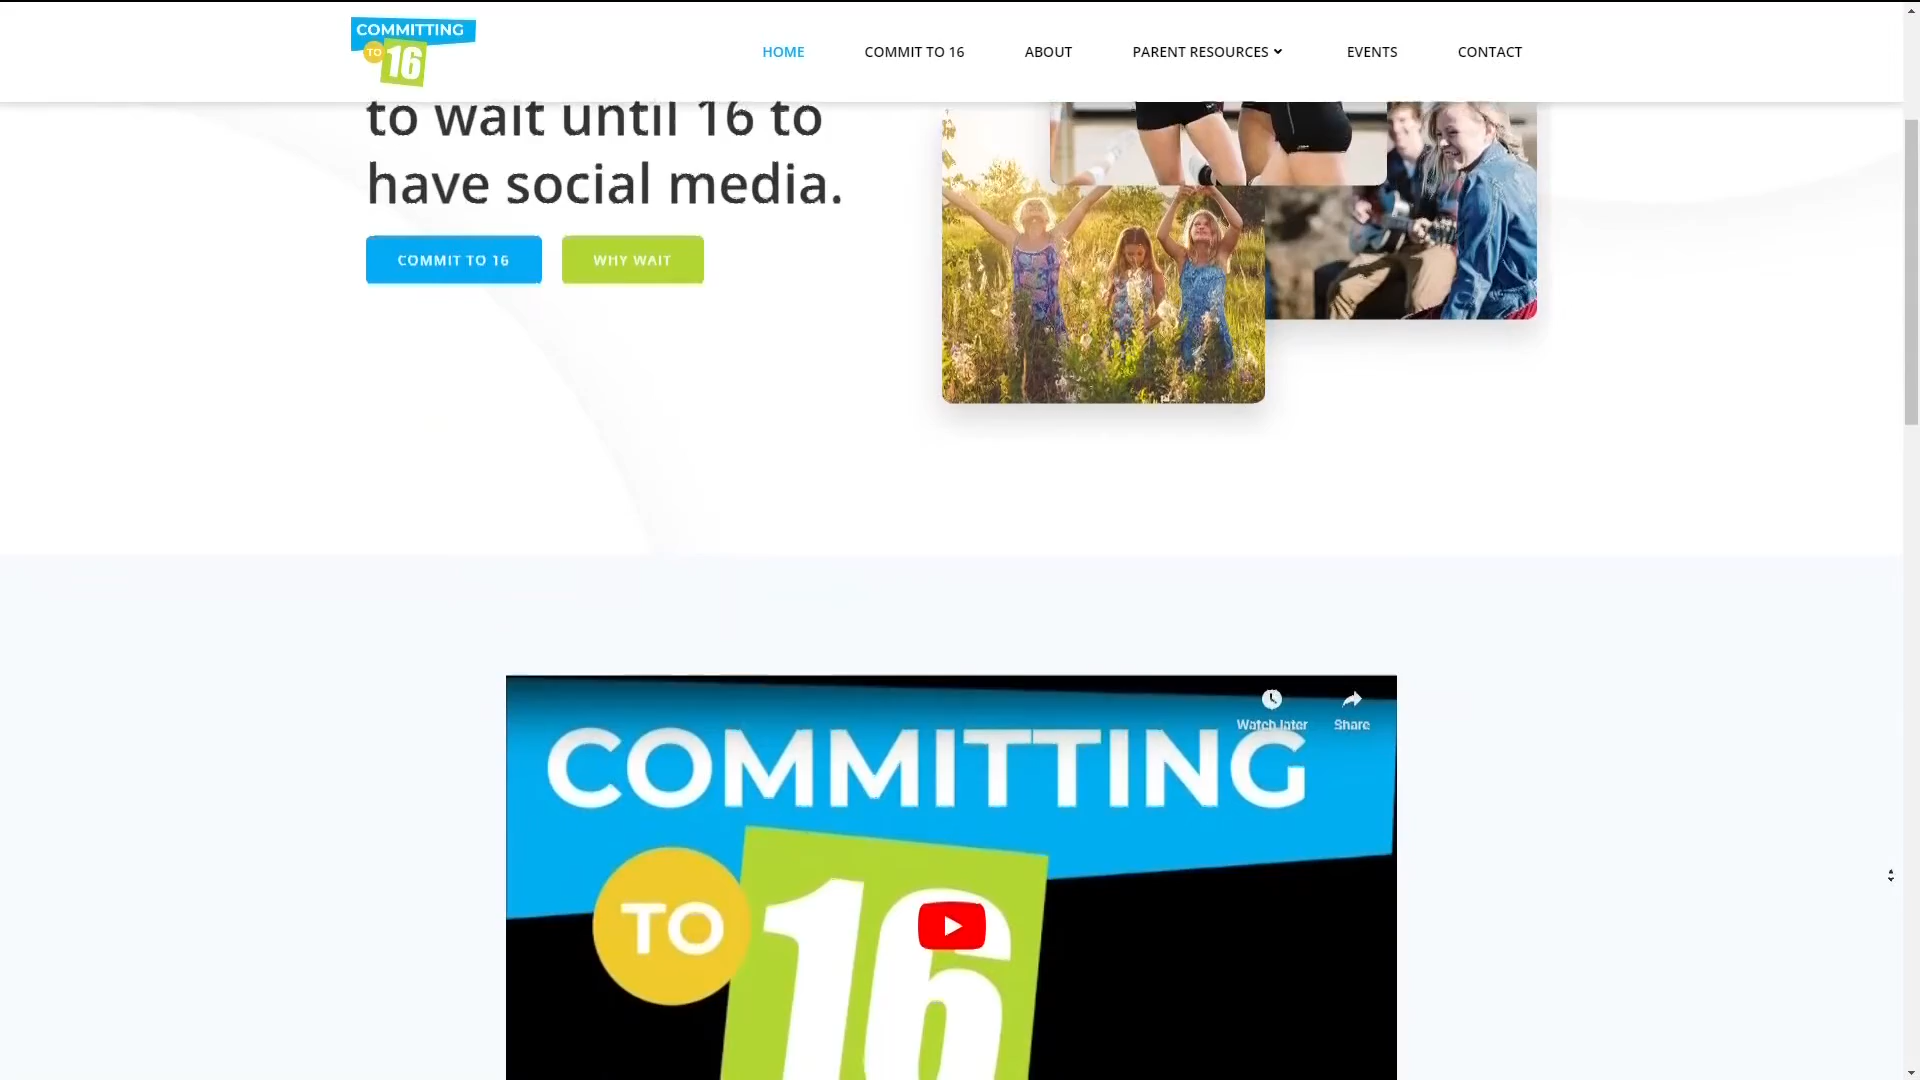 COMMITTING
TO
16
HOME
COMMIT TO 16
ABOUT
PARENT RESOURCES
EVENTS
CONTACT
to wait until 16 to
have social media.
COMMIT TO 16
WHY WAIT
Watch later
Share
COMMITTING
TO
16